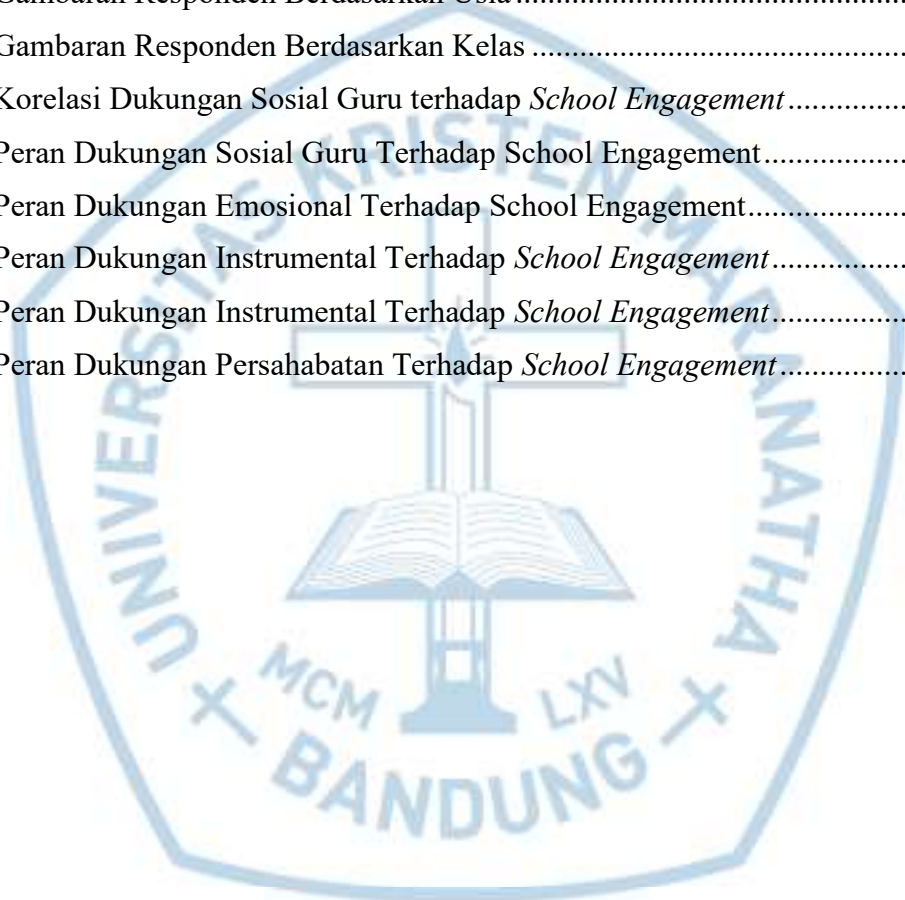 Gambaran Responden Berdasarkan Usia........................................................
Gambaran Responden Berdasarkan Kelas ......................................................
Korelasi Dukungan Sosial Guru terhadap School Engagement...............
Peran Dukungan Sosial Guru Terhadap School Engagement..................
Peran Dukungan Emosional Terhadap School Engagement....................
Peran Dukungan Instrumental Terhadap School Engagement.................
Peran Dukungan Instrumental Terhadap School Engagement.................
Peran Dukungan Persahabatan Terhadap School Engagement................
UNIVERSITAS KRISTEN MARANATHA
MCM LXV
BANDUNG